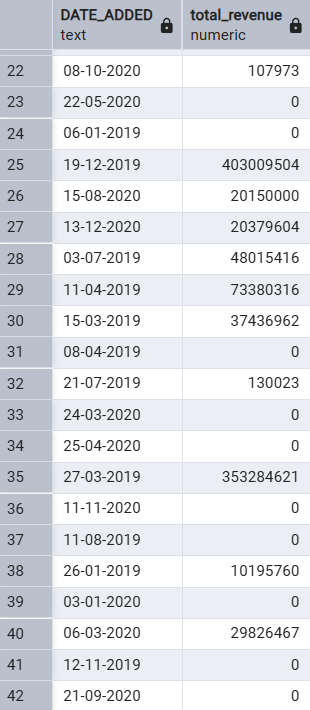 DATE_ADDED total_revenue
text numeric
22 08-10-2020 107973
23 22-05-2020 0
24 06-01-2019 0
25 19-12-2019 403009504
26 15-08-2020 20150000
27 13-12-2020 20379604
28 03-07-2019 48015416
29 11-04-2019 73380316
30 15-03-2019 37436962
31 08-04-2019 0
32 21-07-2019 130023
33 24-03-2020 0
34 25-04-2020 0
35 27-03-2019 353284621
36 11-11-2020 0
37 11-08-2019 0
38 26-01-2019 10195760
39 03-01-2020 0
40 06-03-2020 29826467
41 12-11-2019 0
42 21-09-2020 0